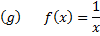 (g) f(x) = 1/x